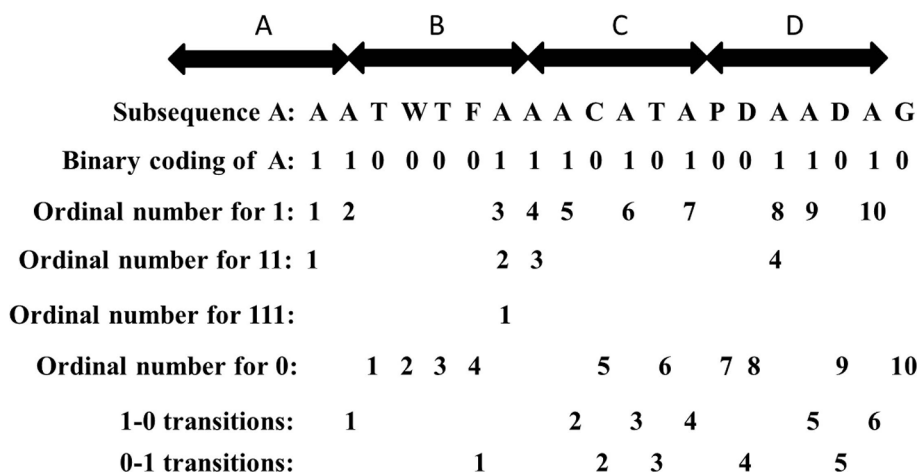 A B C D
Subsequence A: A A T W T F A A A C A T A P D A A D A G
Binary coding of A: 1 1 0 0 0 0 1 1 1 0 1 0 1 0 0 1 1 0 1 0
Ordinal number for 1: 1 2 3 4 5 6 7 8 9 10
Ordinal number for 11: 1 2 3 4
Ordinal number for 111: 1
Ordinal number for 0: 1 2 3 4 5 6 7 8 9 10
1-0 transitions: 1 2 3 4 5 6
0-1 transitions: 1 2 3 4 5